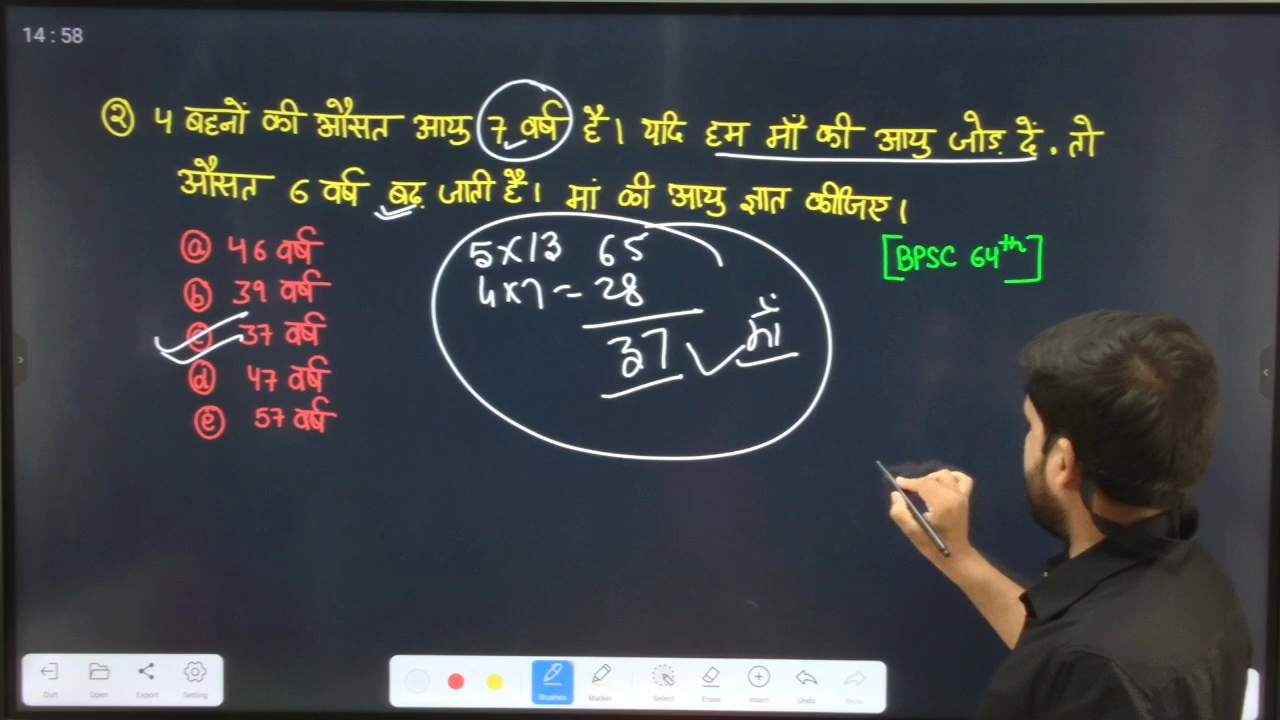 14:58
② 4 बहनों की औसत आयु 7 वर्ष है। यदि हम माँ की आयु जोड़ दें, तो
औसत 6 वर्ष बढ़ जाती है। मां की आयु ज्ञात कीजिए।
ⓐ 46 वर्ष
ⓑ 39 वर्ष
ⓒ 37 वर्ष
ⓓ 47 वर्ष
ⓔ 57 वर्ष
5×13 65
4×7 = 28
37 माँ
[BPSC 64th]
Quit Open Export Setting
Brushes Marker Select Erase Insert Undo Redo